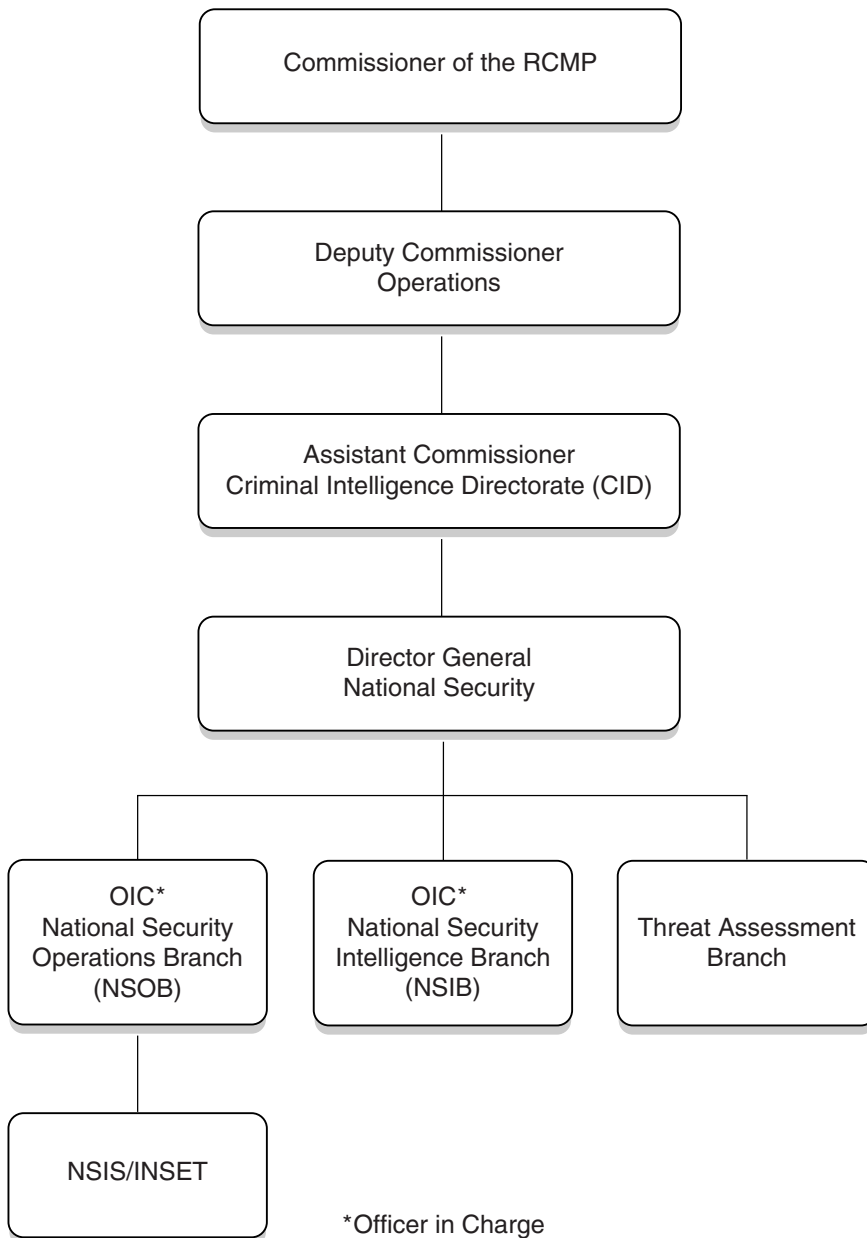 Commissioner of the RCMP
Deputy Commissioner
Operations
Assistant Commissioner
Criminal Intelligence Directorate (CID)
Director General
National Security
OIC*
National Security
Operations Branch
(NSOB)
OIC*
National Security
Intelligence Branch
(NSIB)
Threat Assessment
Branch
NSIS/INSET
*Officer in Charge